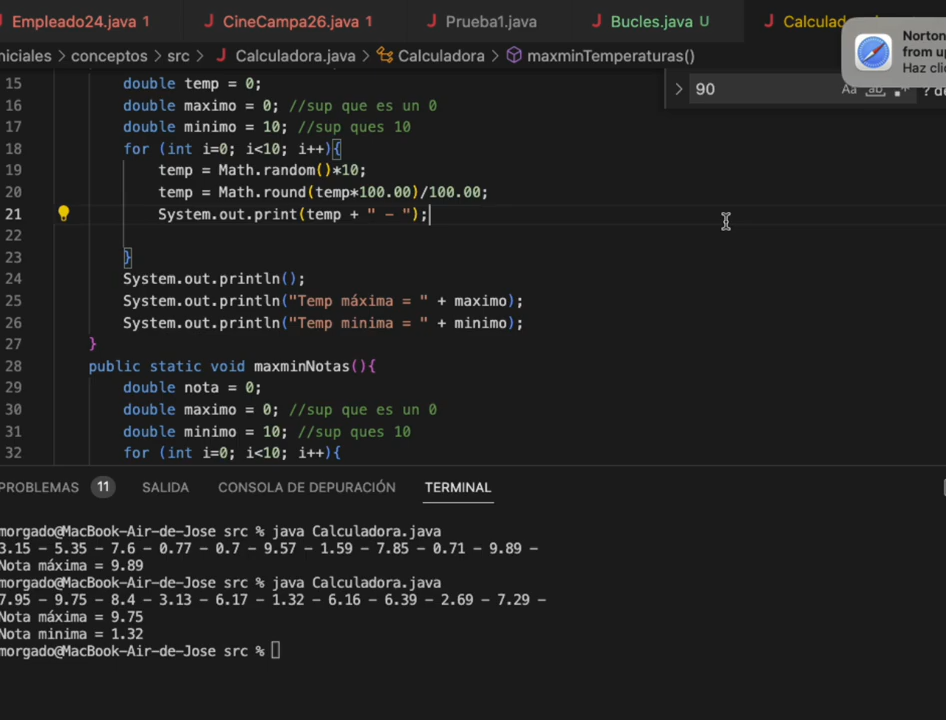 Empleado24.java 1 CineCampa26.java 1 Prueba1.java Bucles.java U
niciales > conceptos > src > Calculadora.java > Calculadora > maxminTemperaturas()
Norton
from
Haz
> 90 Aa ab
15 double temp = 0;
16 double maximo = 0; //sup que es un 0
17 double minimo = 10; //sup ques 10
18 for (int i=0; i<10; i++){
19 temp = Math.random()*10;
20 temp = Math.round(temp*100.00)/100.00;
21 System.out.print(temp + " - ");
22
23 }
24 System.out.println();
25 System.out.println("Temp máxima = " + maximo);
26 System.out.println("Temp minima = " + minimo);
27 }
28 public static void maxminNotas(){
29 double nota = 0;
30 double maximo = 0; //sup que es un 0
31 double minimo = 10; //sup ques 10
32 for (int i=0; i<10; i++){
PROBLEMAS 11 SALIDA CONSOLA DE DEPURACIÓN TERMINAL
morgado@MacBook-Air-de-Jose src % java Calculadora.java
3.15 - 5.35 - 7.6 - 0.77 - 0.7 - 9.57 - 1.59 - 7.85 - 0.71 - 9.89 -
Nota máxima = 9.89
morgado@MacBook-Air-de-Jose src % java Calculadora.java
7.95 - 9.75 - 8.4 - 3.13 - 6.17 - 1.32 - 6.16 - 6.39 - 2.69 - 7.29 -
Nota máxima = 9.75
Nota minima = 1.32
morgado@MacBook-Air-de-Jose src %